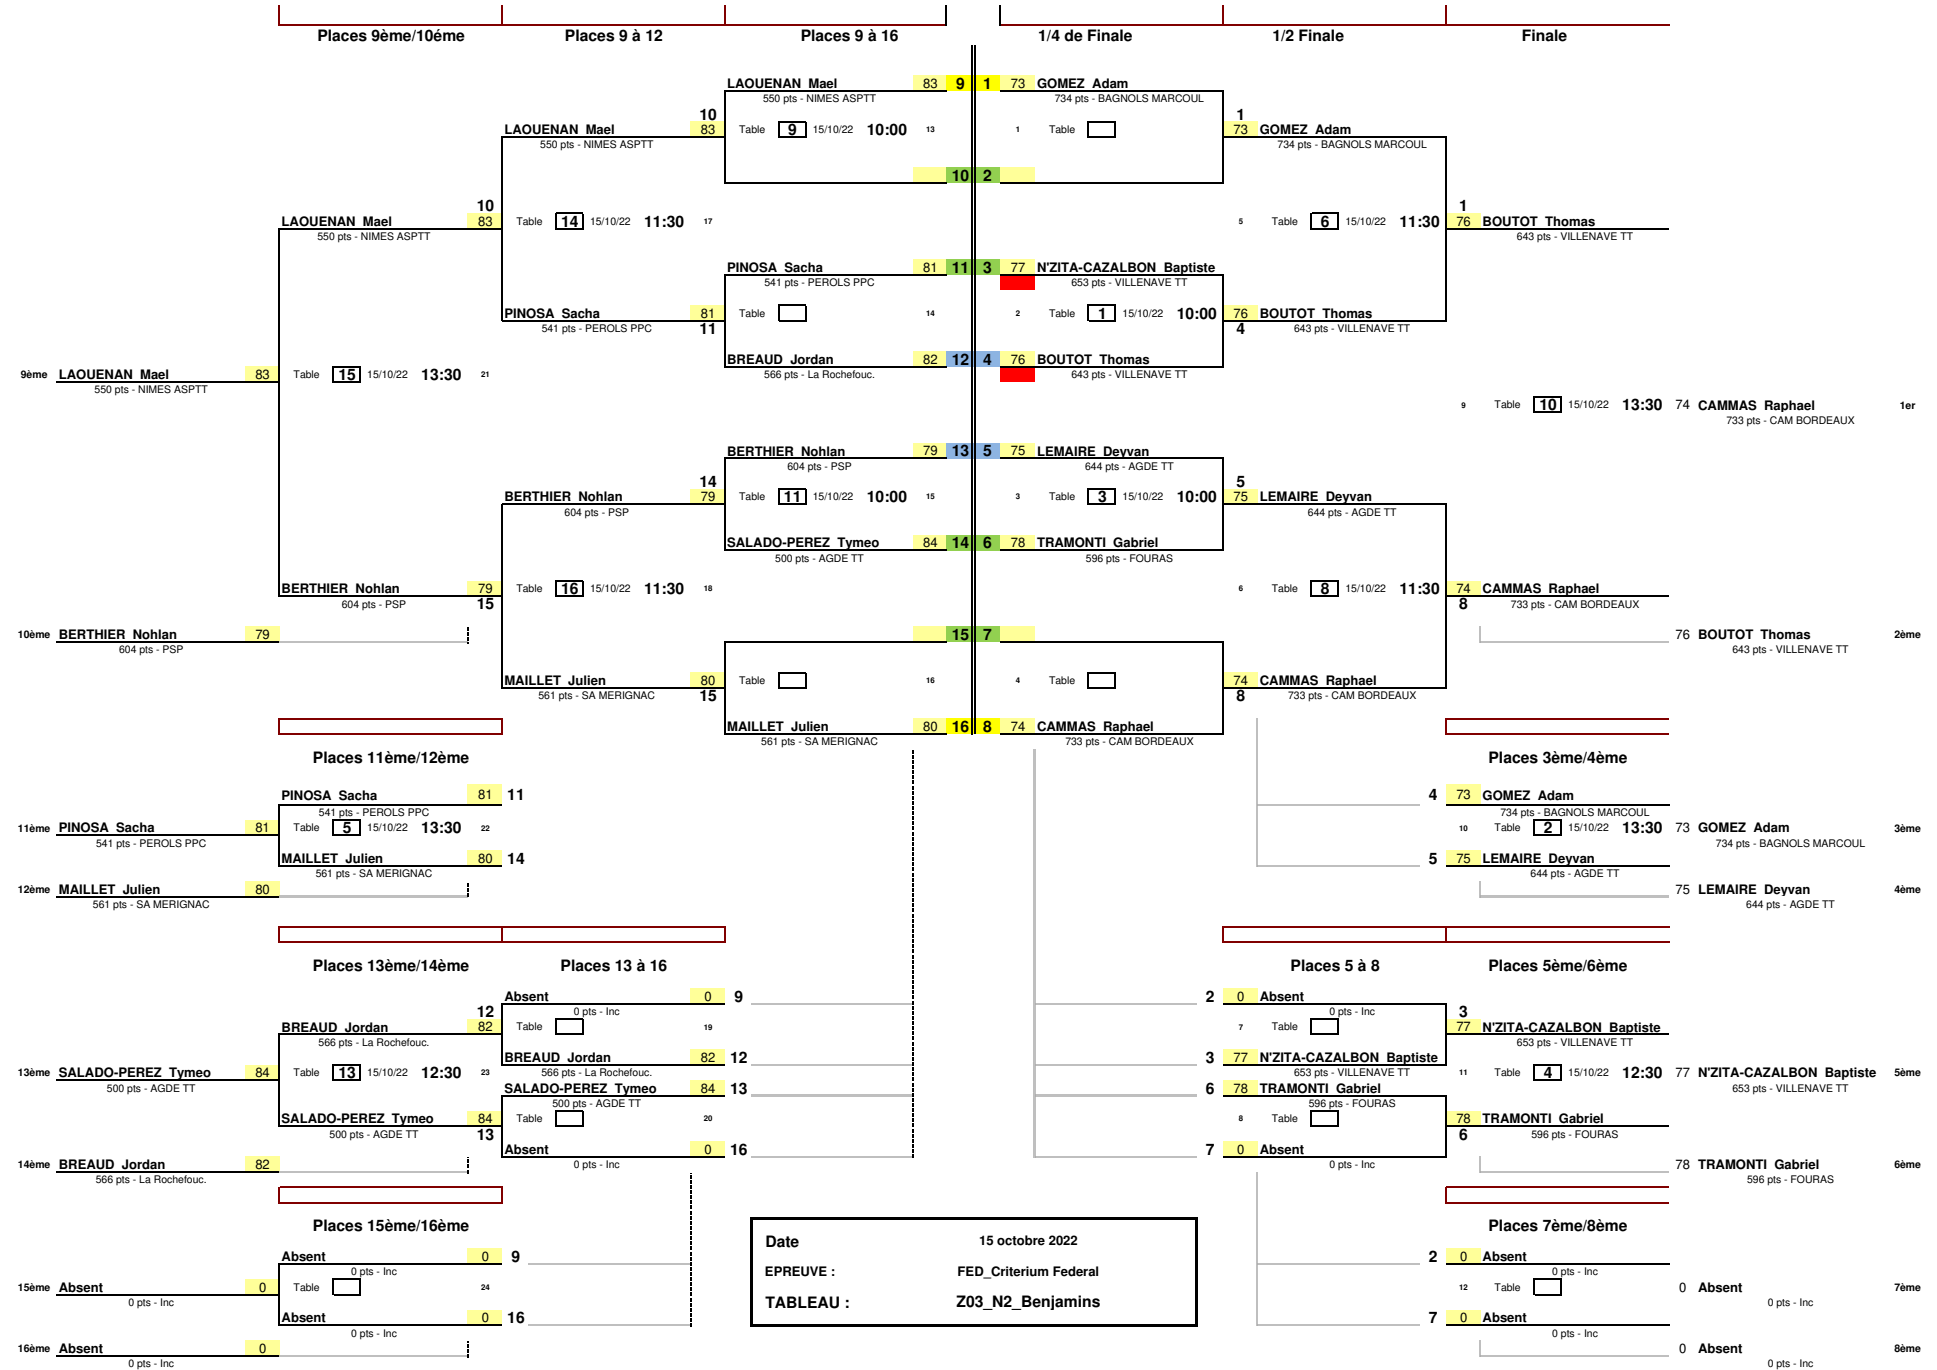 Places 9ème/10éme Places 9 à 12 Places 9 à 16 1/4 de Finale 1/2 Finale Finale
LAOUENAN Mael 83 9 1 73 GOMEZ Adam
550 pts - NIMES ASPTT 734 pts - BAGNOLS MARCOUL
10 1
LAOUENAN Mael 83 Table 9 15/10/22 10:00 13 1 Table 73 GOMEZ Adam
550 pts - NIMES ASPTT 734 pts - BAGNOLS MARCOUL
10 2
10 1
LAOUENAN Mael 83 Table 14 15/10/22 11:30 17 5 Table 6 15/10/22 11:30 76 BOUTOT Thomas
550 pts - NIMES ASPTT 643 pts - VILLENAVE TT
PINOSA Sacha 81 11 3 77 N'ZITA-CAZALBON Baptiste
541 pts - PEROLS PPC 653 pts - VILLENAVE TT
PINOSA Sacha 81 Table 14 2 Table 1 15/10/22 10:00 76 BOUTOT Thomas
541 pts - PEROLS PPC 11 4 643 pts - VILLENAVE TT
BREAUD Jordan 82 12 4 76 BOUTOT Thomas
566 pts - La Rochefouc. 643 pts - VILLENAVE TT
9ème LAOUENAN Mael 83 Table 15 15/10/22 13:30 21
550 pts - NIMES ASPTT
9 Table 10 15/10/22 13:30 74 CAMMAS Raphael 1er
733 pts - CAM BORDEAUX
BERTHIER Nohlan 79 13 5 75 LEMAIRE Deyvan
604 pts - PSP 644 pts - AGDE TT
14 5
BERTHIER Nohlan 79 Table 11 15/10/22 10:00 15 3 Table 3 15/10/22 10:00 75 LEMAIRE Deyvan
604 pts - PSP 644 pts - AGDE TT
SALADO-PEREZ Tymeo 84 14 6 78 TRAMONTI Gabriel
500 pts - AGDE TT 596 pts - FOURAS
BERTHIER Nohlan 79 Table 16 15/10/22 11:30 18 6 Table 8 15/10/22 11:30 74 CAMMAS Raphael
604 pts - PSP 15 8 733 pts - CAM BORDEAUX
10ème BERTHIER Nohlan 79 15 7 76 BOUTOT Thomas 2ème
604 pts - PSP 643 pts - VILLENAVE TT
MAILLET Julien 80 Table 16 4 Table 74 CAMMAS Raphael
561 pts - SA MERIGNAC 15 8 733 pts - CAM BORDEAUX
MAILLET Julien 80 16 8 74 CAMMAS Raphael
561 pts - SA MERIGNAC 733 pts - CAM BORDEAUX
Places 11ème/12ème Places 3ème/4ème
PINOSA Sacha 81 11 4 73 GOMEZ Adam
541 pts - PEROLS PPC 734 pts - BAGNOLS MARCOUL
11ème PINOSA Sacha 81 Table 5 15/10/22 13:30 22 10 Table 2 15/10/22 13:30 73 GOMEZ Adam 3ème
541 pts - PEROLS PPC 734 pts - BAGNOLS MARCOUL
MAILLET Julien 80 14 5 75 LEMAIRE Deyvan
561 pts - SA MERIGNAC 644 pts - AGDE TT
12ème MAILLET Julien 80 75 LEMAIRE Deyvan 4ème
561 pts - SA MERIGNAC 644 pts - AGDE TT
Places 13ème/14ème Places 13 à 16 Places 5 à 8 Places 5ème/6ème
Absent 0 9 2 0 Absent
12 0 pts - Inc 0 pts - Inc 3
BREAUD Jordan 82 Table 19 7 Table 77 N'ZITA-CAZALBON Baptiste
566 pts - La Rochefouc. 653 pts - VILLENAVE TT
BREAUD Jordan 82 12 3 77 N'ZITA-CAZALBON Baptiste
13ème SALADO-PEREZ Tymeo 84 Table 13 15/10/22 12:30 23 566 pts - La Rochefouc. 653 pts - VILLENAVE TT 11 Table 4 15/10/22 12:30 77 N'ZITA-CAZALBON Baptiste 5ème
500 pts - AGDE TT SALADO-PEREZ Tymeo 84 13 6 78 TRAMONTI Gabriel 653 pts - VILLENAVE TT
500 pts - AGDE TT 596 pts - FOURAS
SALADO-PEREZ Tymeo 84 Table 20 8 Table 78 TRAMONTI Gabriel
500 pts - AGDE TT 13 6 596 pts - FOURAS
Absent 0 16 7 0 Absent
14ème BREAUD Jordan 82 0 pts - Inc 0 pts - Inc 78 TRAMONTI Gabriel 6ème
566 pts - La Rochefouc. 596 pts - FOURAS
Places 15ème/16ème Places 7ème/8ème
Date 15 octobre 2022
Absent 0 9 2 0 Absent
0 pts - Inc EPREUVE : FED_Criterium Federal 0 pts - Inc
15ème Absent 0 Table 24 12 Table 0 Absent 7ème
0 pts - Inc TABLEAU : Z03_N2_Benjamins 0 pts - Inc
Absent 0 16 7 0 Absent
0 pts - Inc 0 pts - Inc
16ème Absent 0 0 Absent 8ème
0 pts - Inc 0 pts - Inc